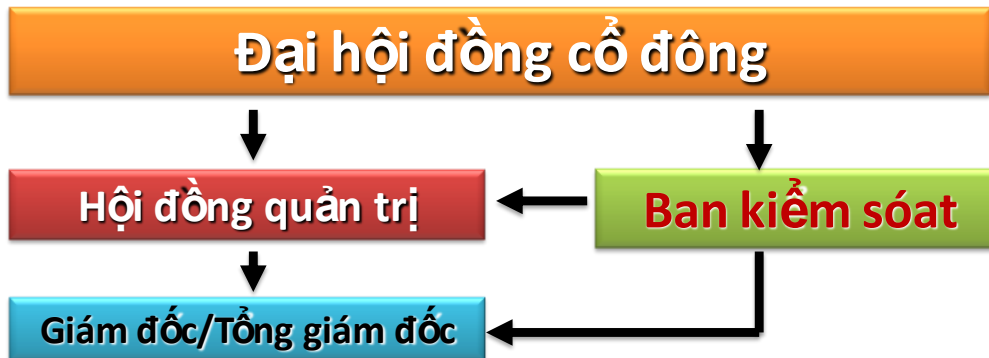 Đại hội đồng cổ đông
Hội đồng quản trị
Ban kiểm sóat
Giám đốc/Tổng giám đốc